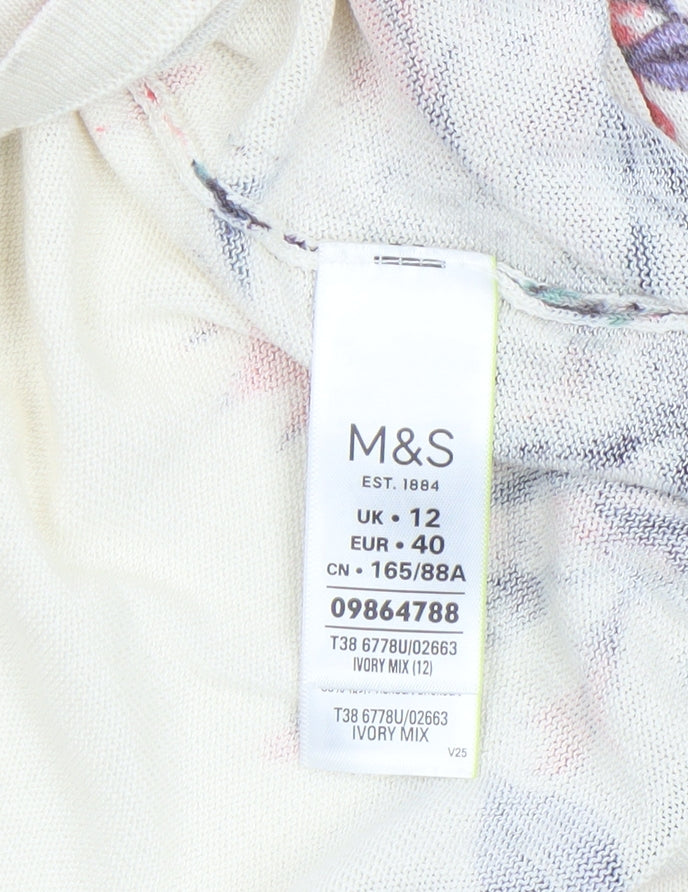 M&S
EST. 1884
UK • 12
EUR • 40
CN • 165/88A
09864788
T38 6778U/02663
IVORY MIX (12)
T38 6778U/02663
IVORY MIX
V25